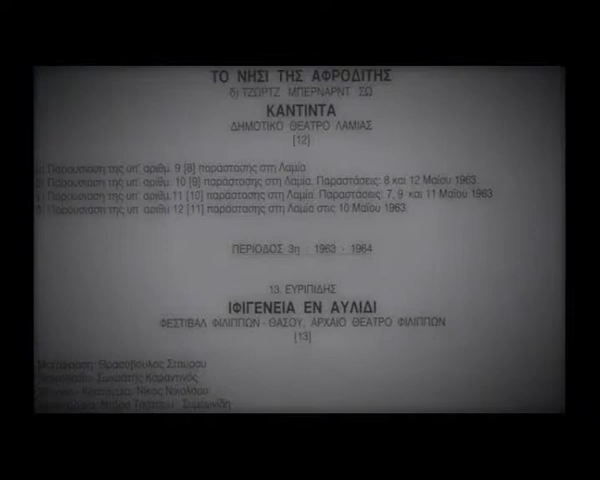 ΤΟ ΝΗΣΙ ΤΗΣ ΑΦΡΟΔΙΤΗΣ
δ) ΤΖΩΡΤΖ ΜΠΕΡΝΑΡΝΤ ΣΩ
ΚΑΝΤΙΝΤΑ
ΔΗΜΟΤΙΚΟ ΘΕΑΤΡΟ ΛΑΜΙΑΣ
[12]
Παρουσίαση της υπ' αριθμ. 9 [8] παράστασης στη Λαμία
Παρουσίαση της υπ' αριθμ. 10 [9] παράστασης στη Λαμία. Παραστάσεις: 8 και 12 Μαΐου 1963
Παρουσίαση της υπ' αριθμ. 11 [10] παράστασης στη Λαμία. Παραστάσεις: 7, 9 και 11 Μαΐου 1963
Παρουσίαση της υπ' αριθμ. 12 [11] παράστασης στη Λαμία στις 10 Μαΐου 1963
ΠΕΡΙΟΔΟΣ 3η : 1963 - 1964
13. ΕΥΡΙΠΙΔΗΣ
ΙΦΙΓΕΝΕΙΑ ΕΝ ΑΥΛΙΔΙ
ΦΕΣΤΙΒΑΛ ΦΙΛΙΠΠΩΝ - ΘΑΣΟΥ, ΑΡΧΑΙΟ ΘΕΑΤΡΟ ΦΙΛΙΠΠΩΝ
[13]
Μετάφραση: Θρασύβουλος Σταύρου
Σωκράτης Καραντινός
Νίκος Νικολάου
Ντόρα Τσάτσου - Συμεωνίδη